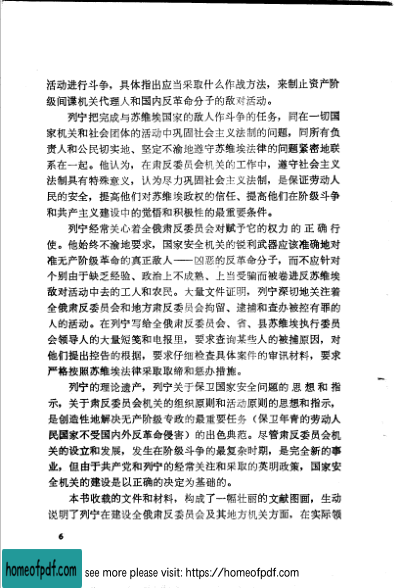 活动进行斗争，具体指出应当采取什么作战方法，来制止资产阶
级间谍机关代理人和国内反革命分子的敌对活动。
列宁把完成与苏维埃国家的敌人作斗争的任务，同在一切国
家机关和社会团体的活动中巩固社会主义法制的问题，同所有负
责人和公民切实地、坚定不渝地遵守苏维埃法律的问题紧密地联
系在一起。他认为，在肃反委员会机关的工作中，遵守社会主义
法制具有特殊意义，认为尽力巩固社会主义法制，是保证劳动人
民的安全，提高他们对苏维埃政权的信任、提高他们在阶级斗争
和共产主义建设中的觉悟和积极性的最重要条件。
列宁经常关心着全俄肃反委员会对赋予它的权力的正确行
使。他始终不渝地要求，国家安全机关的锐利武器应该准确地对
准无产阶级革命的真正敌人——凶恶的反革命分子，而不应针对
个别由于缺乏经验、政治上不成熟、上当受骗而被卷进反苏维埃
敌对活动中去的工人和农民。大量文件证明，列宁深切地关注着
全俄肃反委员会和地方肃反委员会拘留、逮捕和查办被控有罪的
人的活动。在列宁写给全俄肃反委员会、省、县苏维埃执行委员
会领导人的大量短笺和电报里，要求查询某些人的被捕原因，对
他们提出控告的根据，要求仔细检查具体案件的审讯材料，要求
严格按照苏维埃法律采取取缔和惩办措施。
列宁的理论遗产，列宁关于保卫国家安全问题的思想和指
示，关于肃反委员会机关的组织原则和活动原则的思想和指示，
是创造性地解决无产阶级专政的最重要任务（保卫年青的劳动人
民国家不受国内外反革命侵害）的出色典范。尽管肃反委员会机
关的设立和发展，发生在阶级斗争的最复杂时期，是完全新的事
业，但由于共产党和列宁的经常关注和采取的英明政策，国家安
全机关的建设是以正确的决定为基础的。
本书收载的文件和材料，构成了一幅壮丽的文献图画，生动
说明了列宁在建设全俄肃反委员会及其地方机关方面，在实际领
6
homeofpdf.com
see more please visit: https://homeofpdf.com